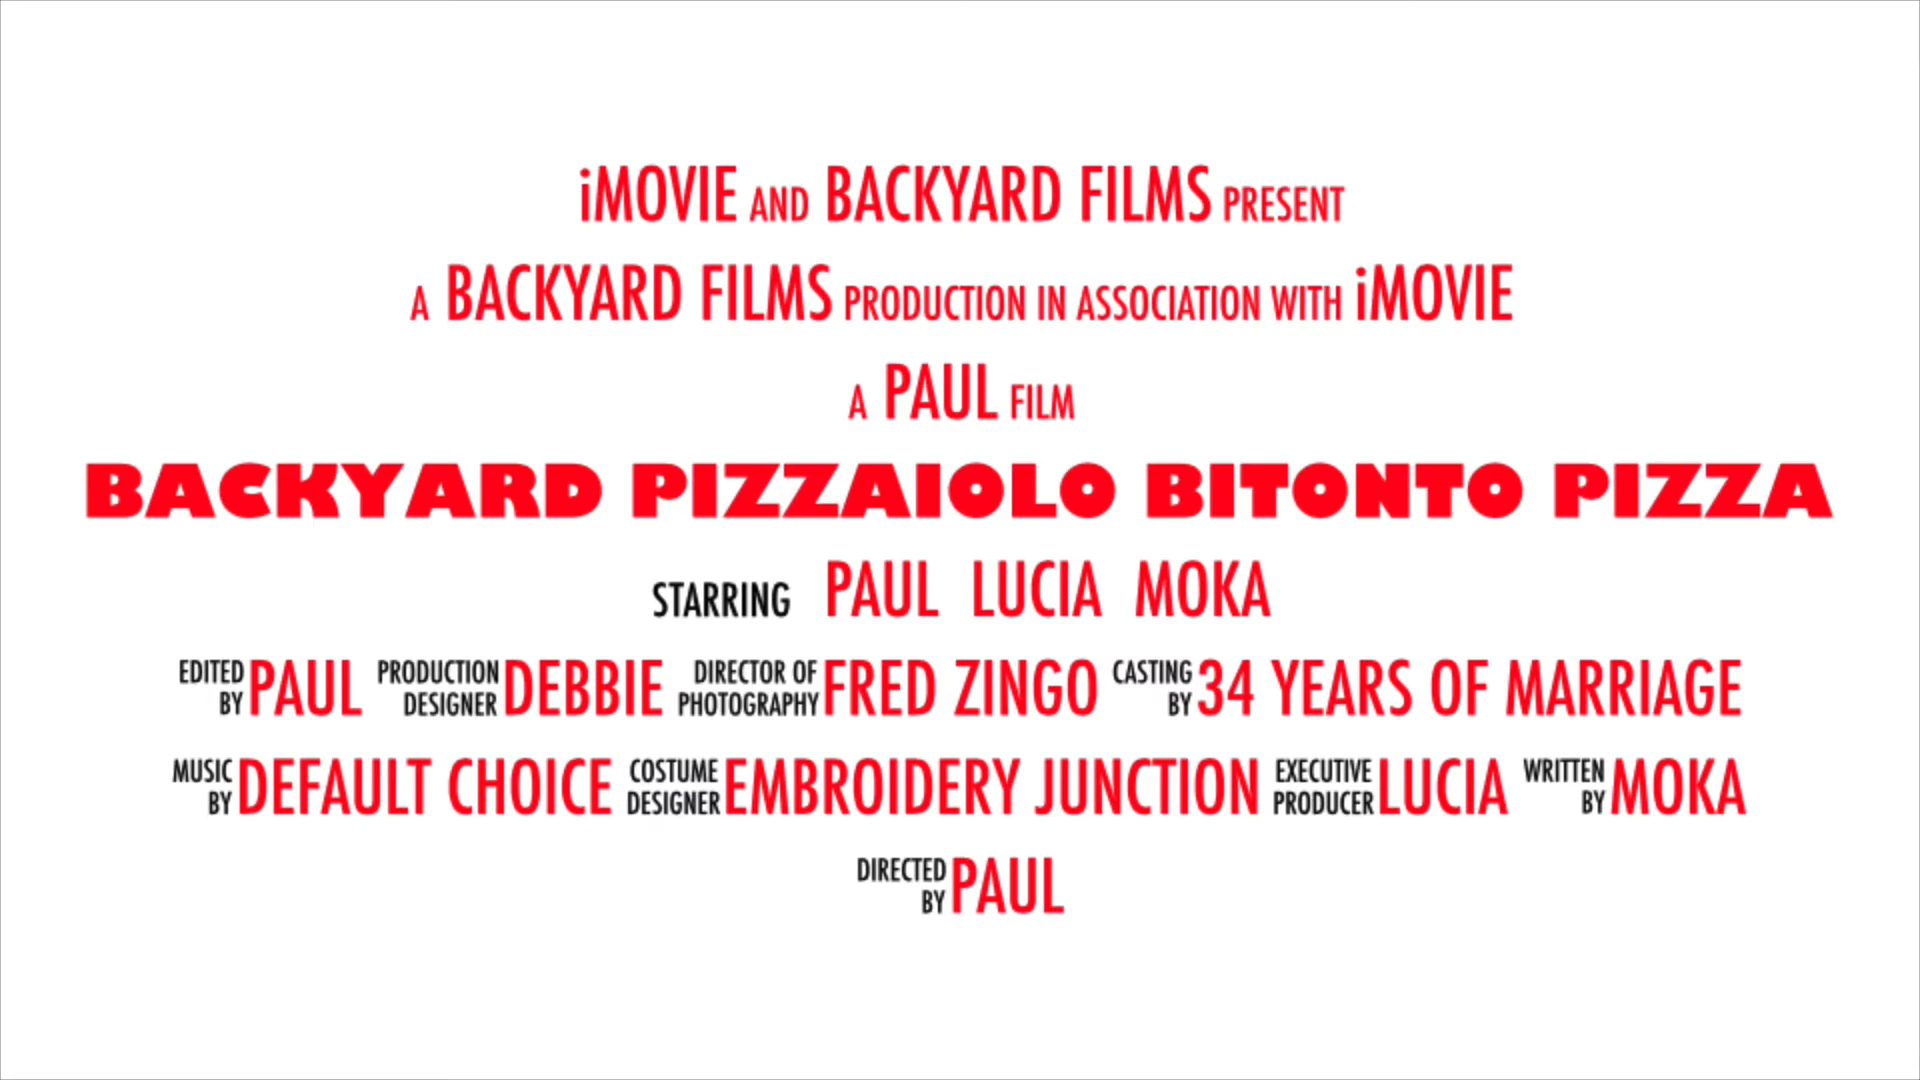 iMOVIE AND BACKYARD FILMS PRESENT
A BACKYARD FILMS PRODUCTION IN ASSOCIATION WITH iMOVIE
A PAUL FILM
BACKYARD PIZZAIOLO BITONTO PIZZA
STARRING PAUL LUCIA MOKA
EDITED BY PAUL PRODUCTION DESIGNER DEBBIE DIRECTOR OF PHOTOGRAPHY FRED ZINGO CASTING BY 34 YEARS OF MARRIAGE
MUSIC BY DEFAULT CHOICE COSTUME DESIGNER EMBROIDERY JUNCTION EXECUTIVE PRODUCER LUCIA WRITTEN BY MOKA
DIRECTED BY PAUL